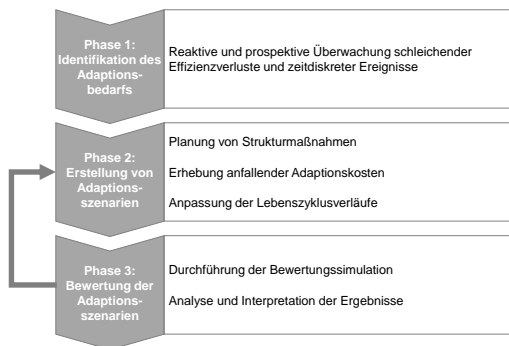 Phase 1:
Identifikation des
Adaptions-
bedarfs
Reaktive und prospektive Überwachung schleichender
Effizienzverluste und zeitdiskreter Ereignisse
Phase 2:
Erstellung von
Adaptions-
szenarien
Planung von Strukturmaßnahmen
Erhebung anfallender Adaptionskosten
Anpassung der Lebenszyklusverläufe
Phase 3:
Bewertung der
Adaptions-
szenarien
Durchführung der Bewertungssimulation
Analyse und Interpretation der Ergebnisse